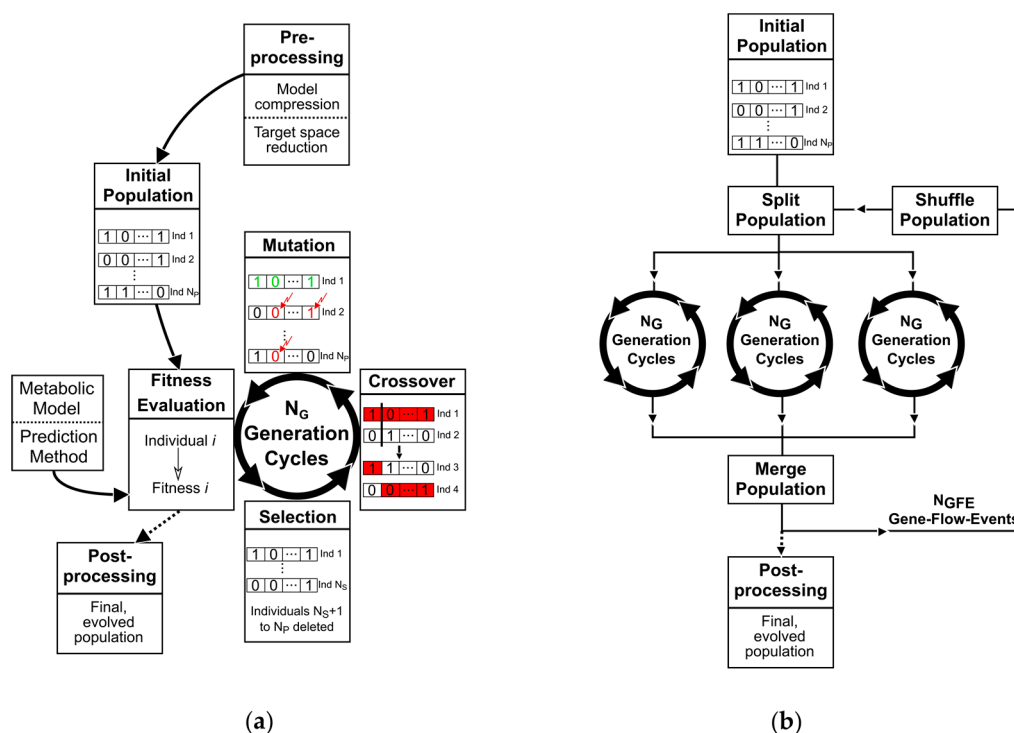 Pre-
processing
Model
compression
Target space
reduction
Initial
Population
1 0 ··· 1 Ind 1
0 0 ··· 1 Ind 2
⋮
1 1 ··· 0 Ind NP
Mutation
1 0 ··· 1 Ind 1
0 0 ··· 1 Ind 2
⋮
1 0 ··· 0 Ind NP
Metabolic
Model
Prediction
Method
Fitness
Evaluation
Individual i
Fitness i
NG
Generation
Cycles
Crossover
1 0 ··· 1 Ind 1
0 1 ··· 0 Ind 2
1 1 ··· 0 Ind 3
0 0 ··· 1 Ind 4
Selection
1 0 ··· 1 Ind 1
⋮
0 0 ··· 1 Ind NS
Individuals NS+1
to NP deleted
Post-
processing
Final,
evolved
population
(a)
Initial
Population
1 0 ··· 1 Ind 1
0 0 ··· 1 Ind 2
⋮
1 1 ··· 0 Ind NP
Split
Population
Shuffle
Population
NG
Generation
Cycles
NG
Generation
Cycles
NG
Generation
Cycles
Merge
Population
NGFE
Gene-Flow-Events
Post-
processing
Final,
evolved
population
(b)